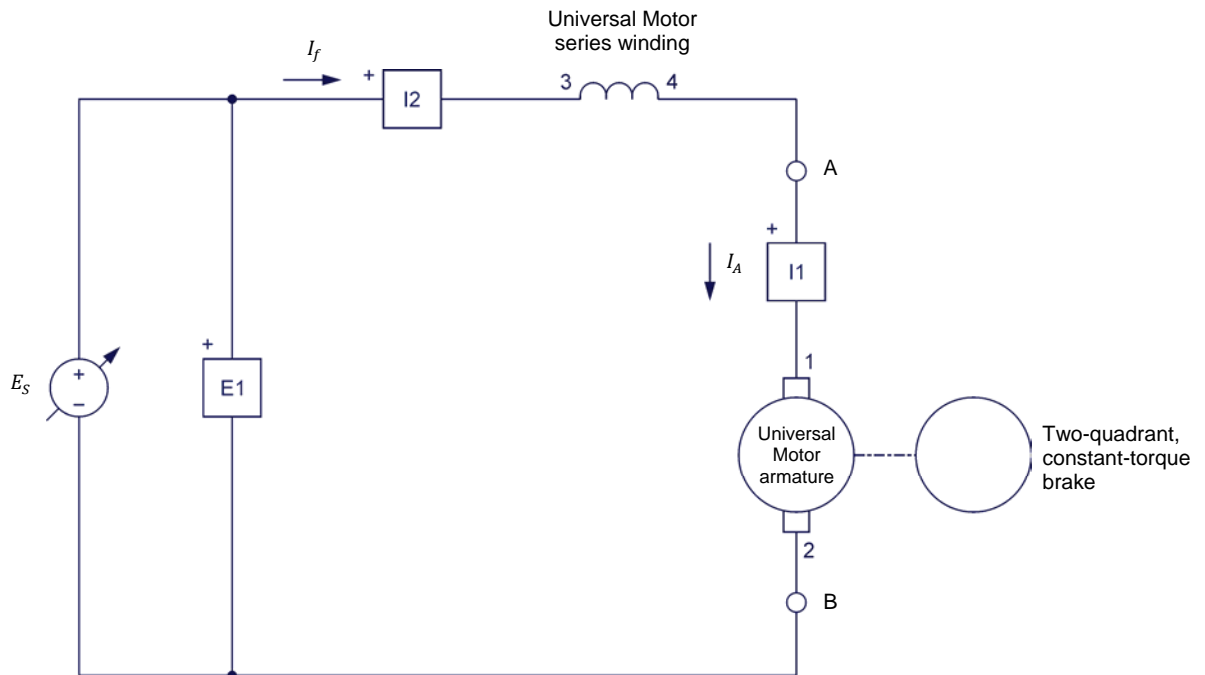 Universal Motor
series winding
I_f
+
I2
3
4
A
+
I_A
I1
+
E1
E_S
+
−
1
Universal
Motor
armature
2
Two-quadrant,
constant-torque
brake
B